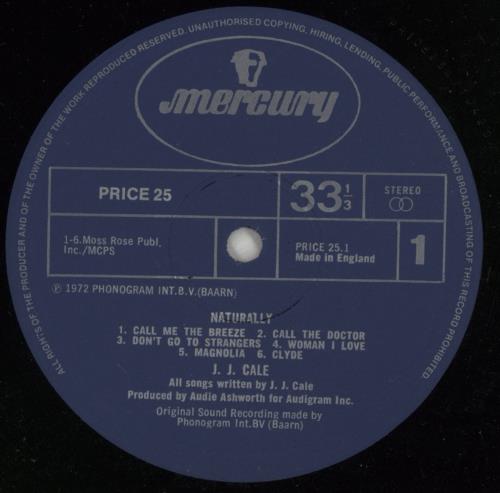 ALL RIGHTS OF THE PRODUCER AND OF THE OWNER OF THE WORK REPRODUCED RESERVED. UNAUTHORISED COPYING, HIRING, LENDING, PUBLIC PERFORMANCE AND BROADCASTING OF THIS RECORD PROHIBITED.
mercury
PRICE 25
33 1/3
STEREO
1-6. Moss Rose Publ.
Inc./MCPS
PRICE 25.1
Made in England
1
℗ 1972 PHONOGRAM INT.B.V.(BAARN)
NATURALLY
1. CALL ME THE BREEZE 2. CALL THE DOCTOR
3. DON'T GO TO STRANGERS 4. WOMAN I LOVE
5. MAGNOLIA 6. CLYDE
J. J. CALE
All songs written by J. J. Cale
Produced by Audie Ashworth for Audigram Inc.
Original Sound Recording made by
Phonogram Int.BV (Baarn)